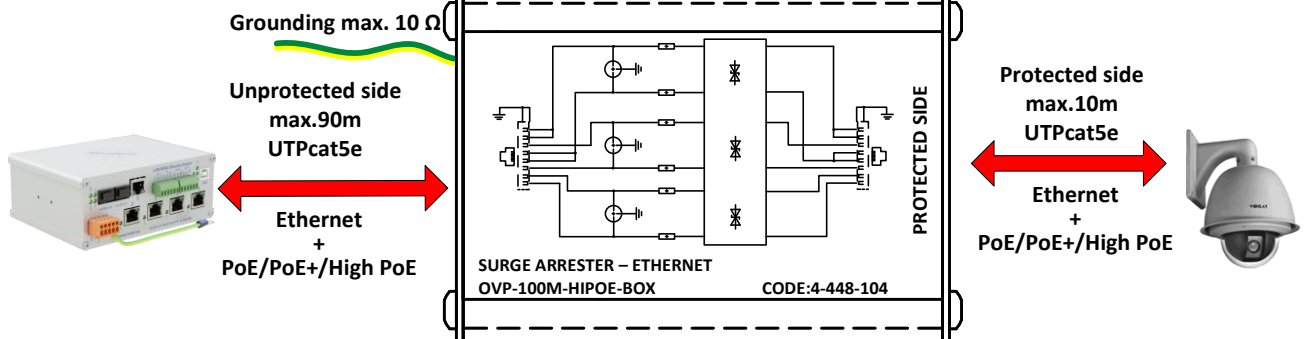 Grounding max. 10 Ω
Unprotected side
max.90m
UTPcat5e
Ethernet
+
PoE/PoE+/High PoE
PROTECTED SIDE
SURGE ARRESTER – ETHERNET
OVP-100M-HIPOE-BOX CODE:4-448-104
Protected side
max.10m
UTPcat5e
Ethernet
+
PoE/PoE+/High PoE